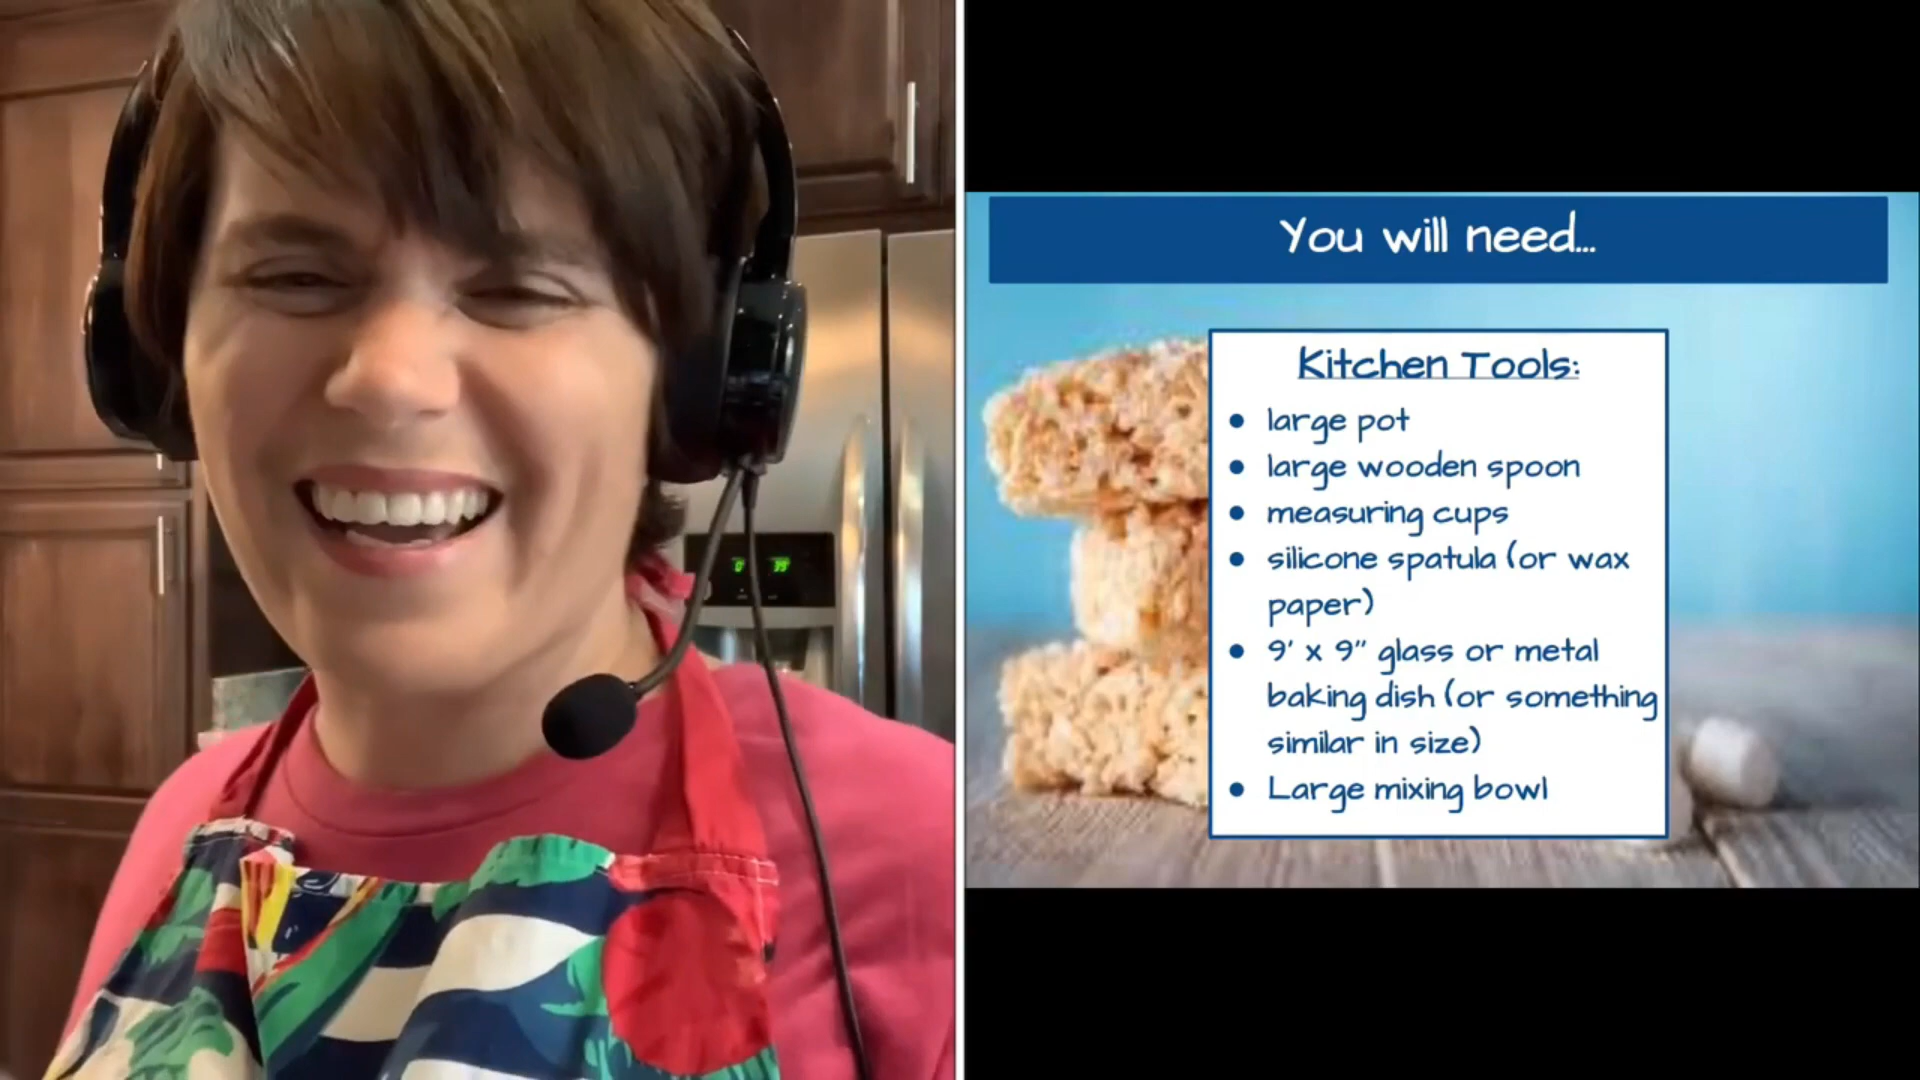 You will need...
Kitchen Tools:
● large pot
● large wooden spoon
● measuring cups
● silicone spatula (or wax
paper)
● 9' x 9" glass or metal
baking dish (or something
similar in size)
● Large mixing bowl